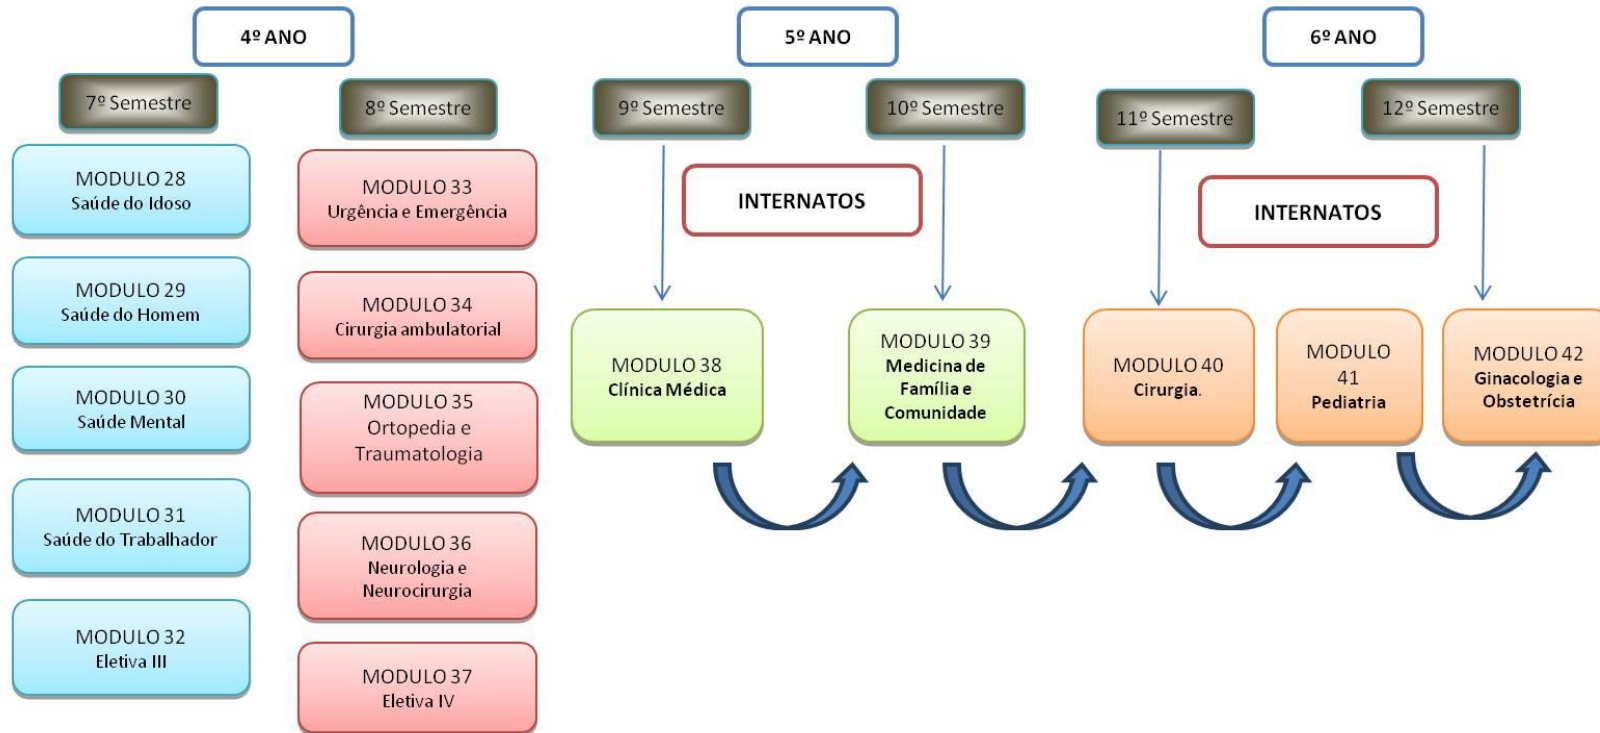 4º ANO
7º Semestre
MODULO 28
Saúde do Idoso
MODULO 29
Saúde do Homem
MODULO 30
Saúde Mental
MODULO 31
Saúde do Trabalhador
MODULO 32
Eletiva III
8º Semestre
MODULO 33
Urgência e Emergência
MODULO 34
Cirurgia ambulatorial
MODULO 35
Ortopedia e
Traumatologia
MODULO 36
Neurologia e
Neurocirurgia
MODULO 37
Eletiva IV
5º ANO
9º Semestre
10º Semestre
INTERNATOS
MODULO 38
Clínica Médica
MODULO 39
Medicina de
Família e
Comunidade
6º ANO
11º Semestre
12º Semestre
INTERNATOS
MODULO 40
Cirurgia.
MODULO
41
Pediatria
MODULO 42
Ginacologia e
Obstetrícia